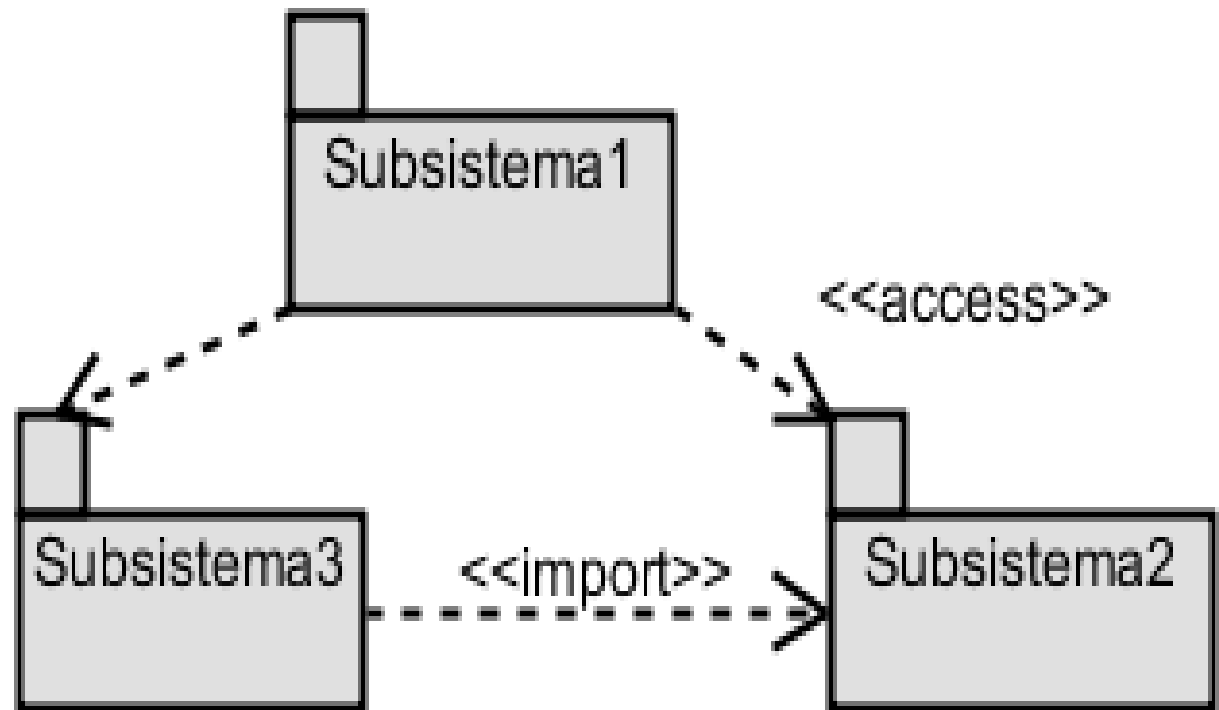 Subsistema1
<<access>>
Subsistema3
<<import>>
Subsistema2